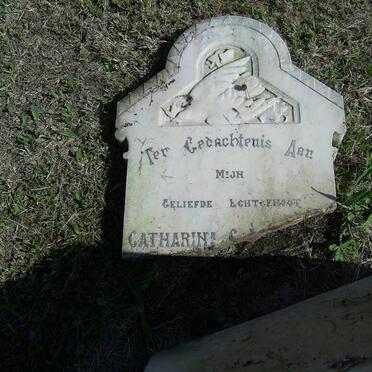 Ter Gedachtenis Aan
Mijn
Geliefde Echtgenoot
CATHARINA